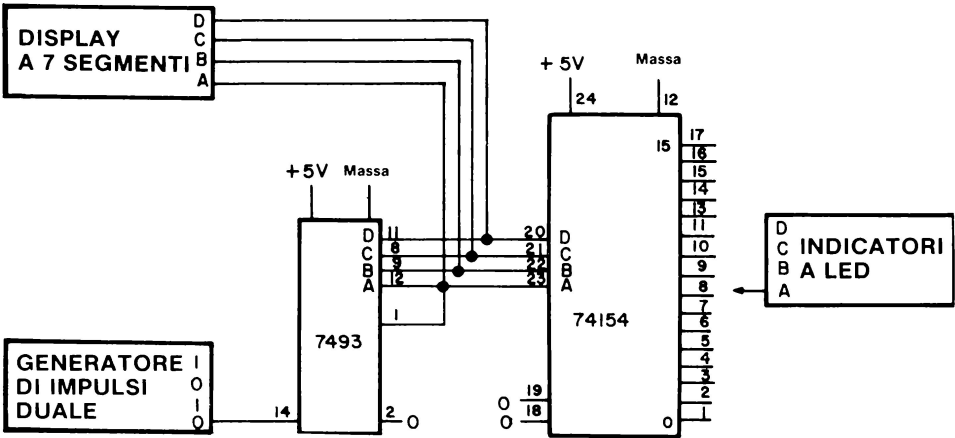 DISPLAY
A 7 SEGMENTI
D
C
B
A
+5V
Massa
24
12
+5V
Massa
15
17
16
15
14
13
11
10
9
8
7
6
5
4
3
2
1
0
D
C
B
A
11
8
9
12
20
21
22
23
D
C
B
A
1
7493
74154
D
C
B
A
INDICATORI
A LED
GENERATORE
DI IMPULSI
DUALE
1
0
1
0
14
2
0
0
19
0
18